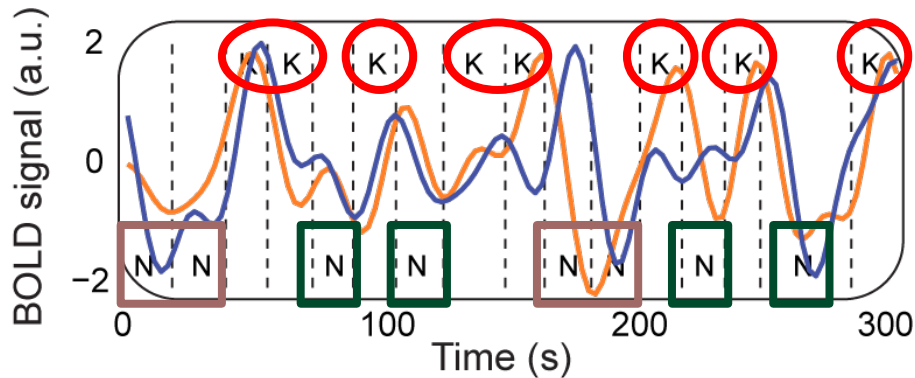 BOLD signal (a.u.)
2
0
−2
K K K K K K K K
N N N N N N N N
0 100 200 300
Time (s)